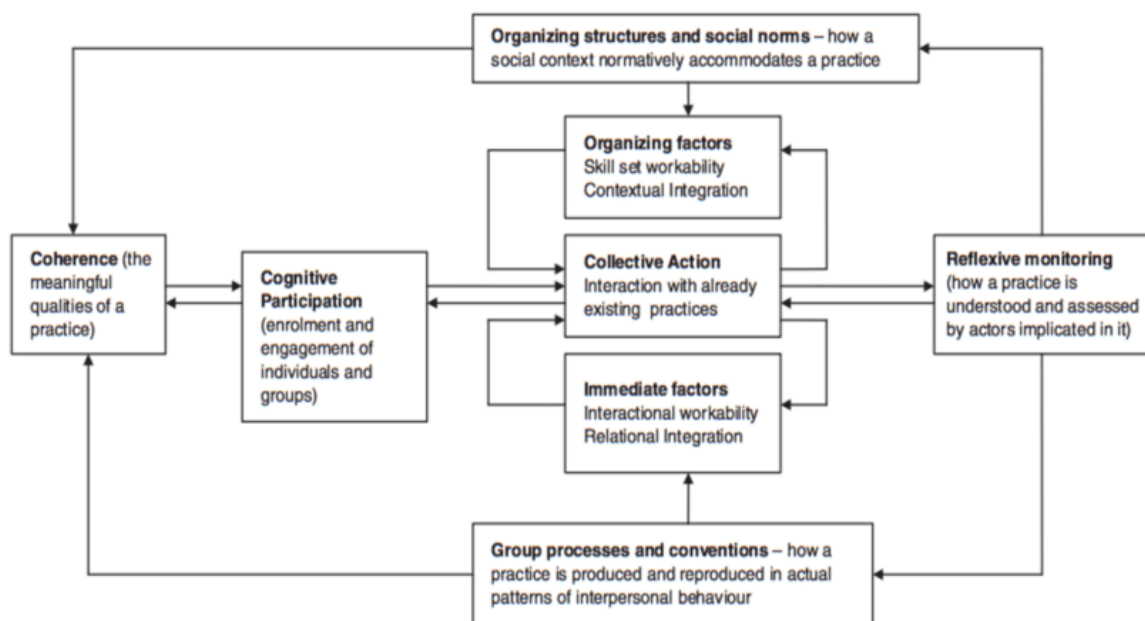 Organizing structures and social norms – how a
social context normatively accommodates a practice
Organizing factors
Skill set workability
Contextual Integration
Coherence (the
meaningful
qualities of a
practice)
Cognitive
Participation
(enrolment and
engagement of
individuals and
groups)
Collective Action
Interaction with already
existing practices
Reflexive monitoring
(how a practice is
understood and assessed
by actors implicated in it)
Immediate factors
Interactional workability
Relational Integration
Group processes and conventions – how a
practice is produced and reproduced in actual
patterns of interpersonal behaviour